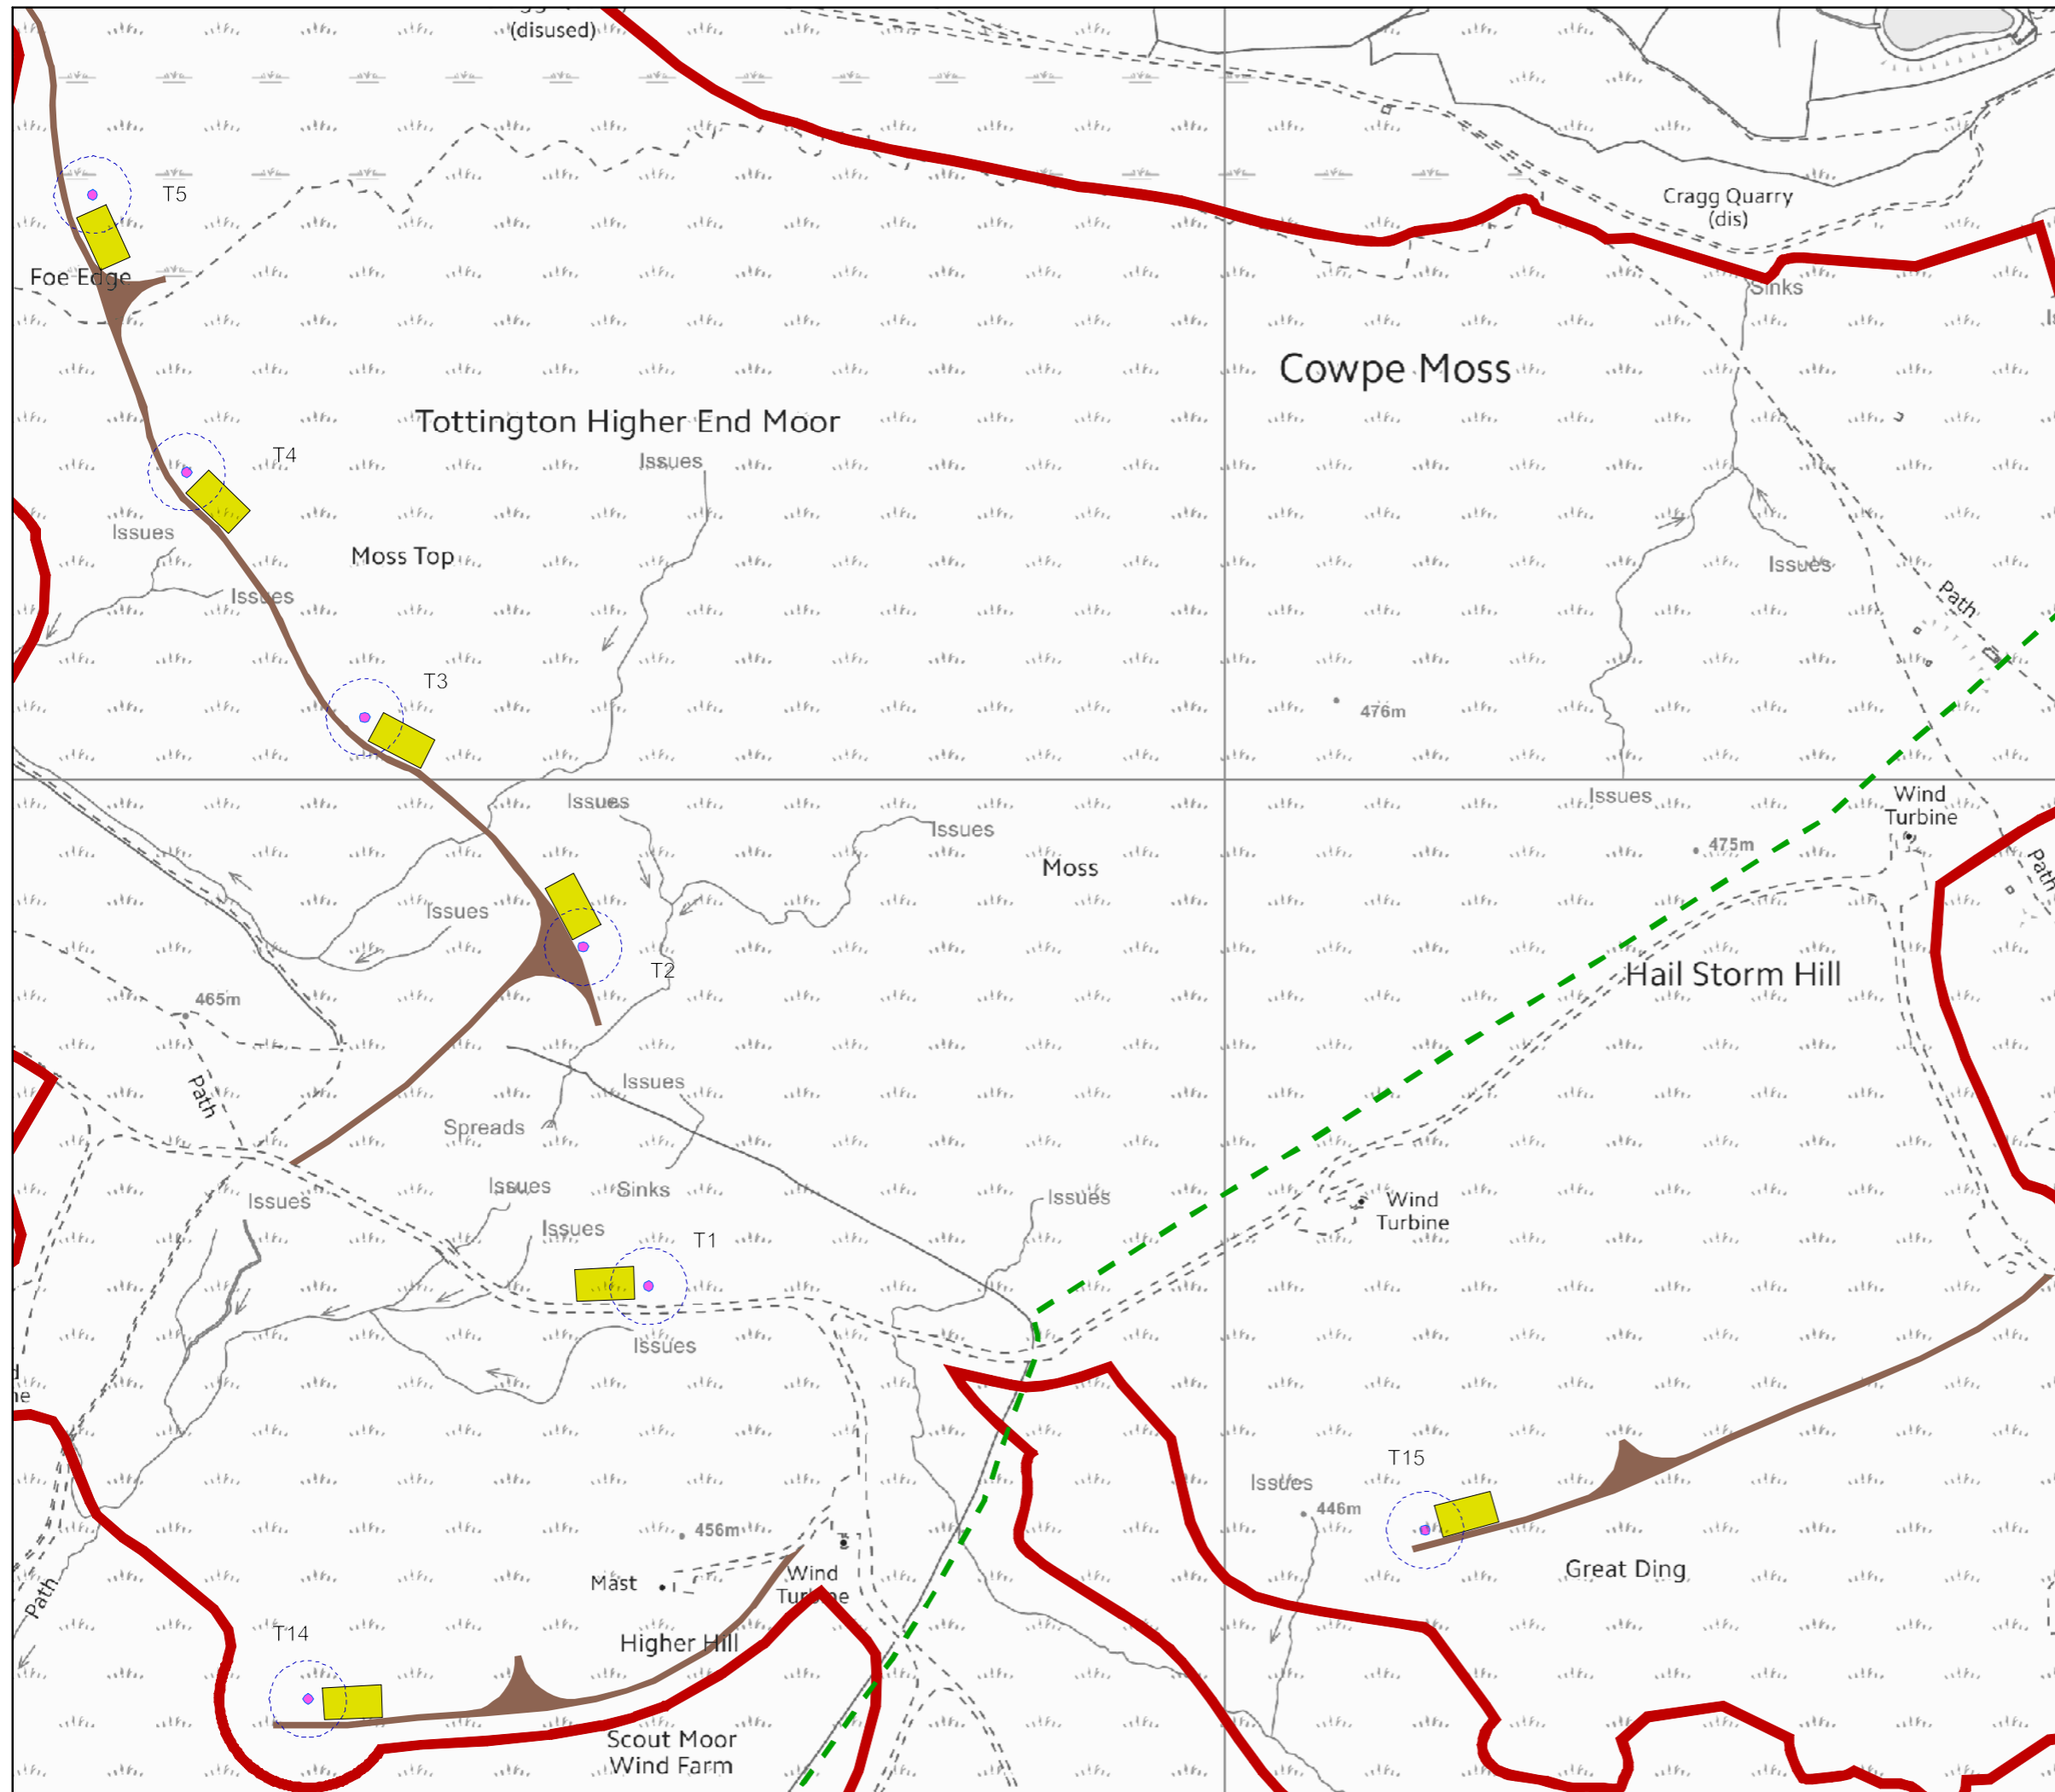 (disused)
T5
Cragg Quarry
(dis)
Foe Edge
Sinks
Cowpe Moss
Tottington Higher End Moor
T4
Issues
Issues
Moss Top
Issues
Issues
Path
T3
476m
Issues
Issues
Wind
Turbine
Issues
475m
Moss
Path
Issues
T2
Hail Storm Hill
465m
Path
Issues
Spreads
Issues
Sinks
Issues
Issues
Wind
Turbine
Issues
T1
Issues
T15
Issues
446m
456m
Great Ding
Mast
Wind
Turbine
Path
T14
Higher Hill
Scout Moor
Wind Farm